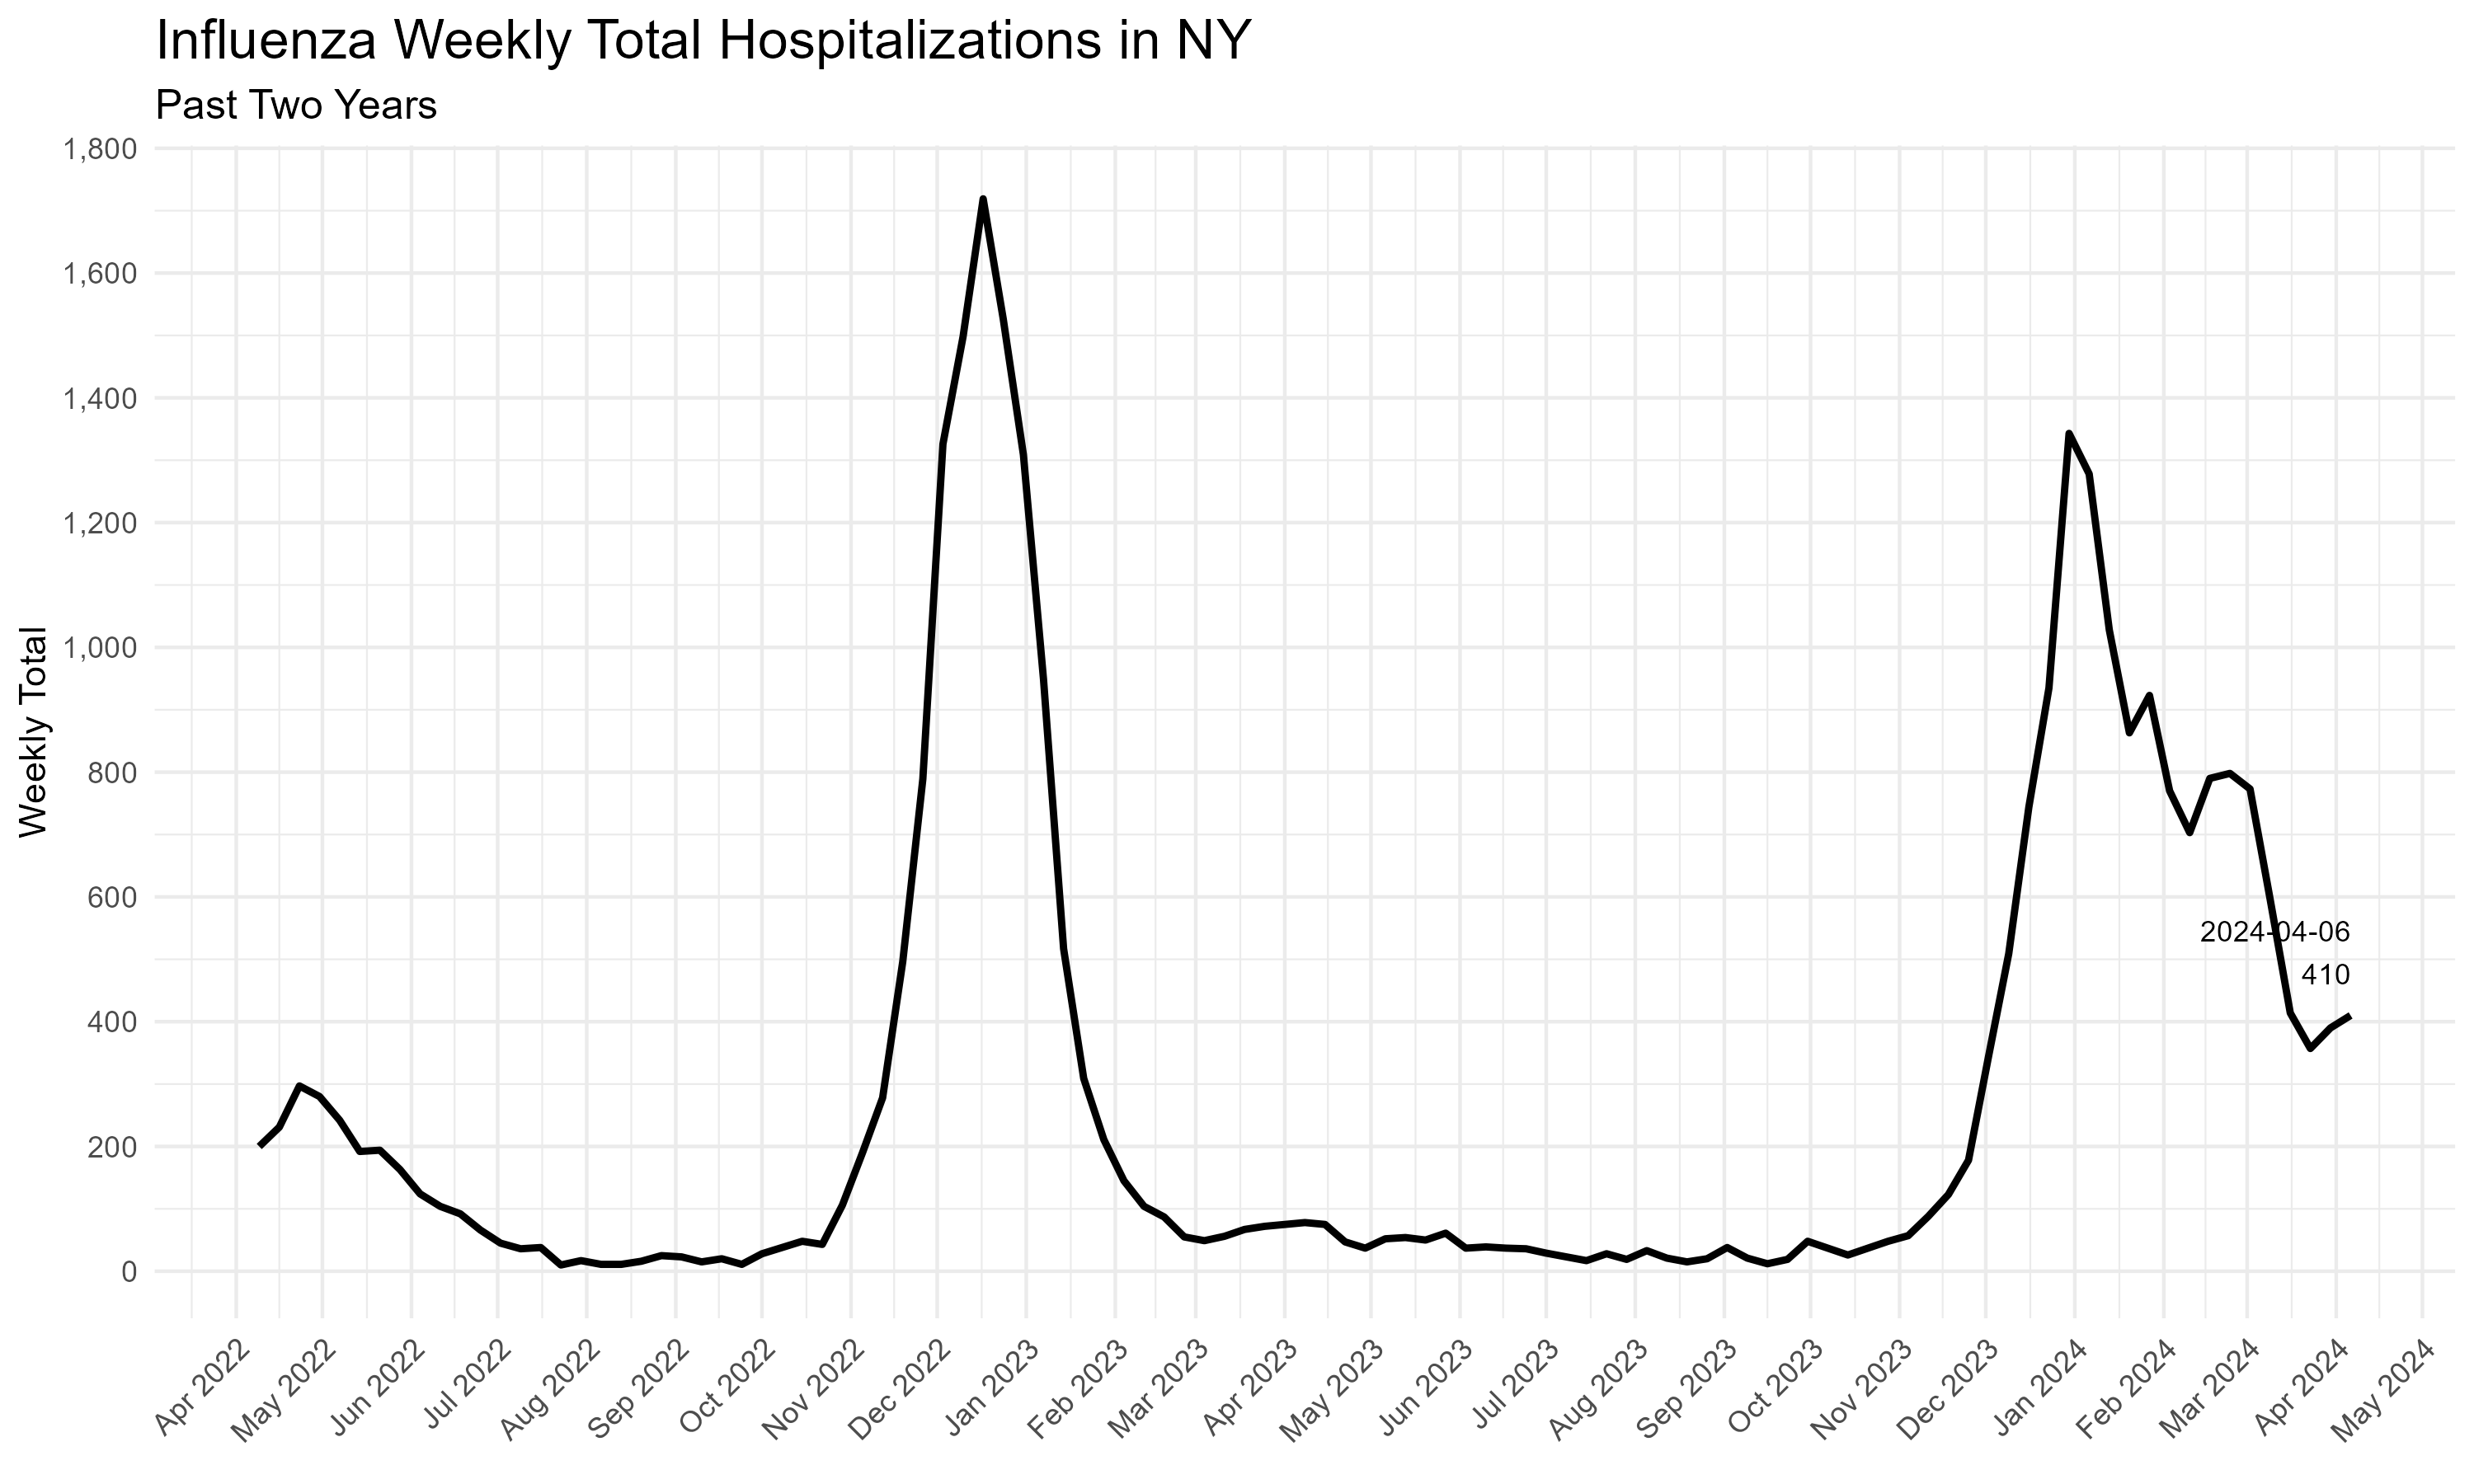 Influenza Weekly Total Hospitalizations in NY
Past Two Years
Weekly Total
1,800
1,600
1,400
1,200
1,000
800
600
400
200
0
2024-04-06
410
Apr 2022
May 2022
Jun 2022
Jul 2022
Aug 2022
Sep 2022
Oct 2022
Nov 2022
Dec 2022
Jan 2023
Feb 2023
Mar 2023
Apr 2023
May 2023
Jun 2023
Jul 2023
Aug 2023
Sep 2023
Oct 2023
Nov 2023
Dec 2023
Jan 2024
Feb 2024
Mar 2024
Apr 2024
May 2024